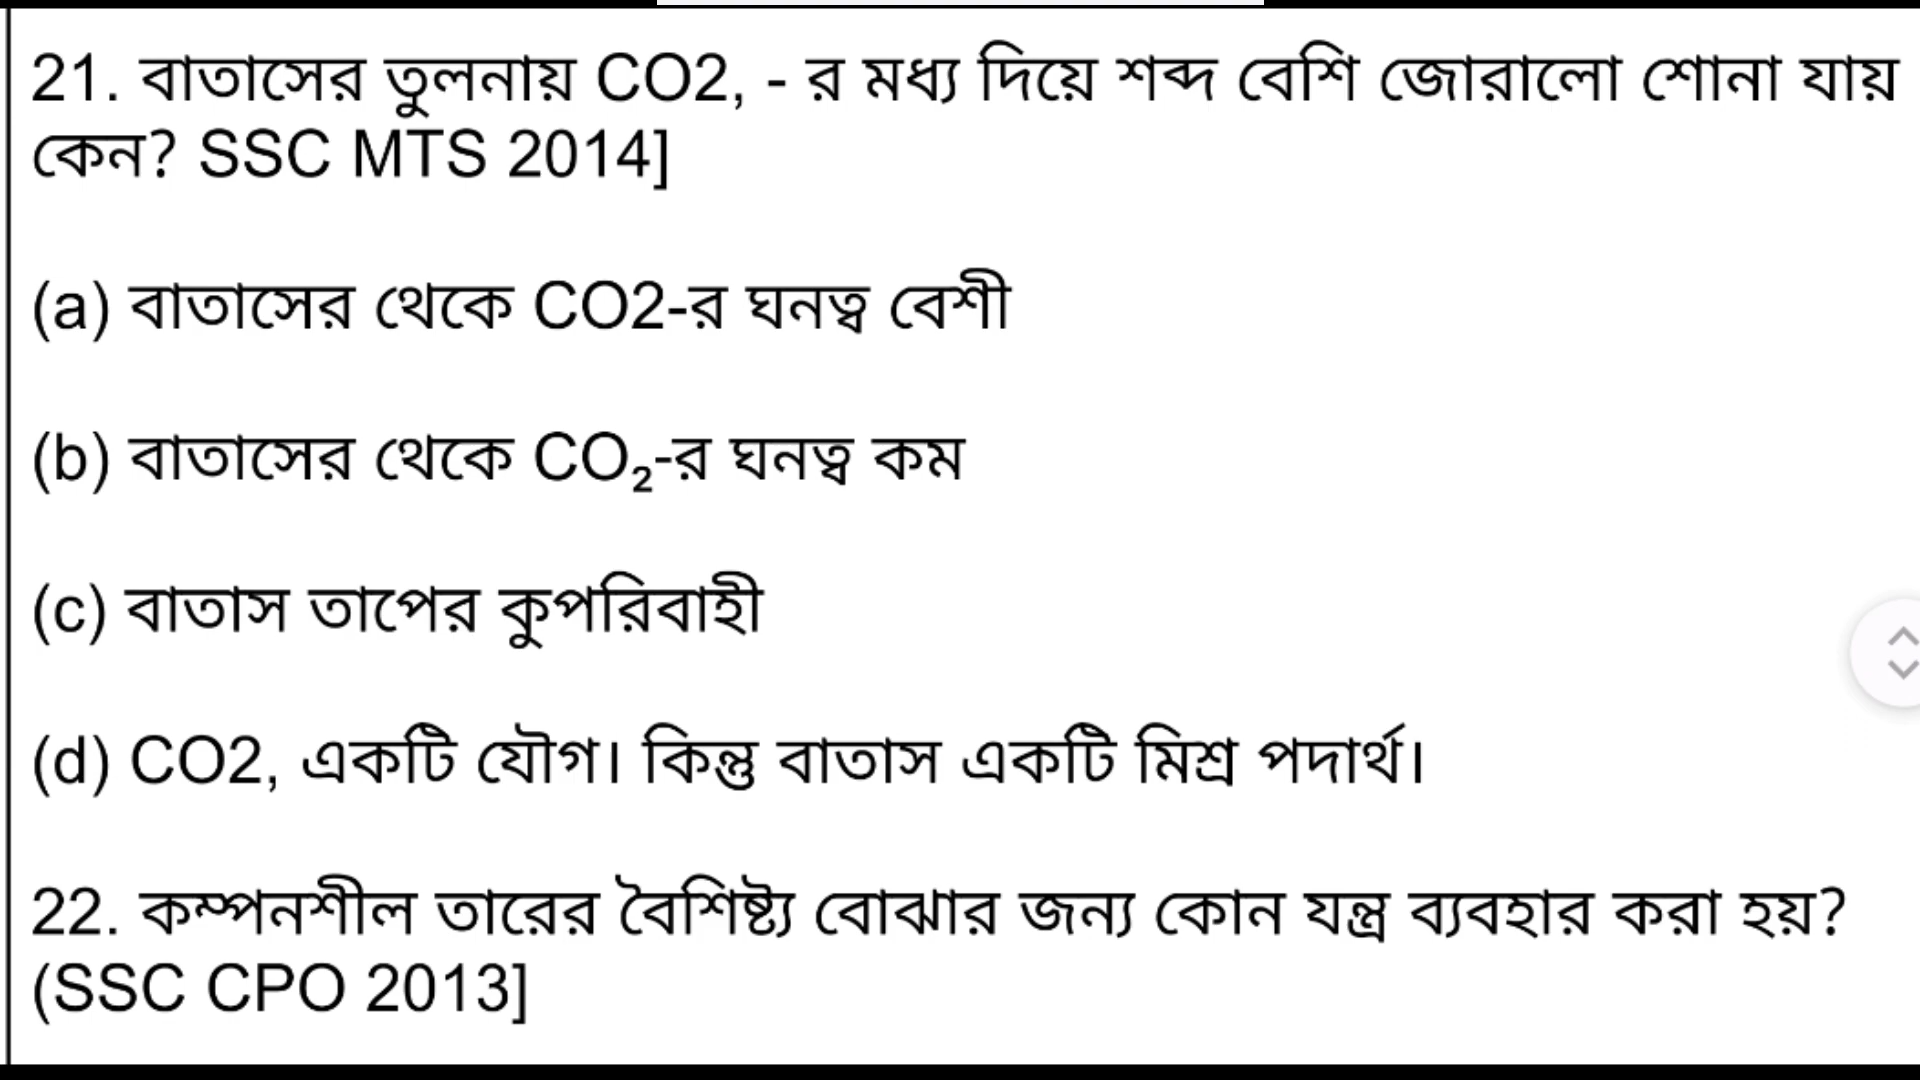 21. বাতাসের তুলনায় CO2, - র মধ্য দিয়ে শব্দ বেশি জোরালো শোনা যায়
কেন? SSC MTS 2014]
(a) বাতাসের থেকে CO2-র ঘনত্ব বেশী
(b) বাতাসের থেকে CO₂-র ঘনত্ব কম
(c) বাতাস তাপের কুপরিবাহী
(d) CO2, একটি যৌগ। কিন্তু বাতাস একটি মিশ্র পদার্থ।
22. কম্পনশীল তারের বৈশিষ্ট্য বোঝার জন্য কোন যন্ত্র ব্যবহার করা হয়?
(SSC CPO 2013]